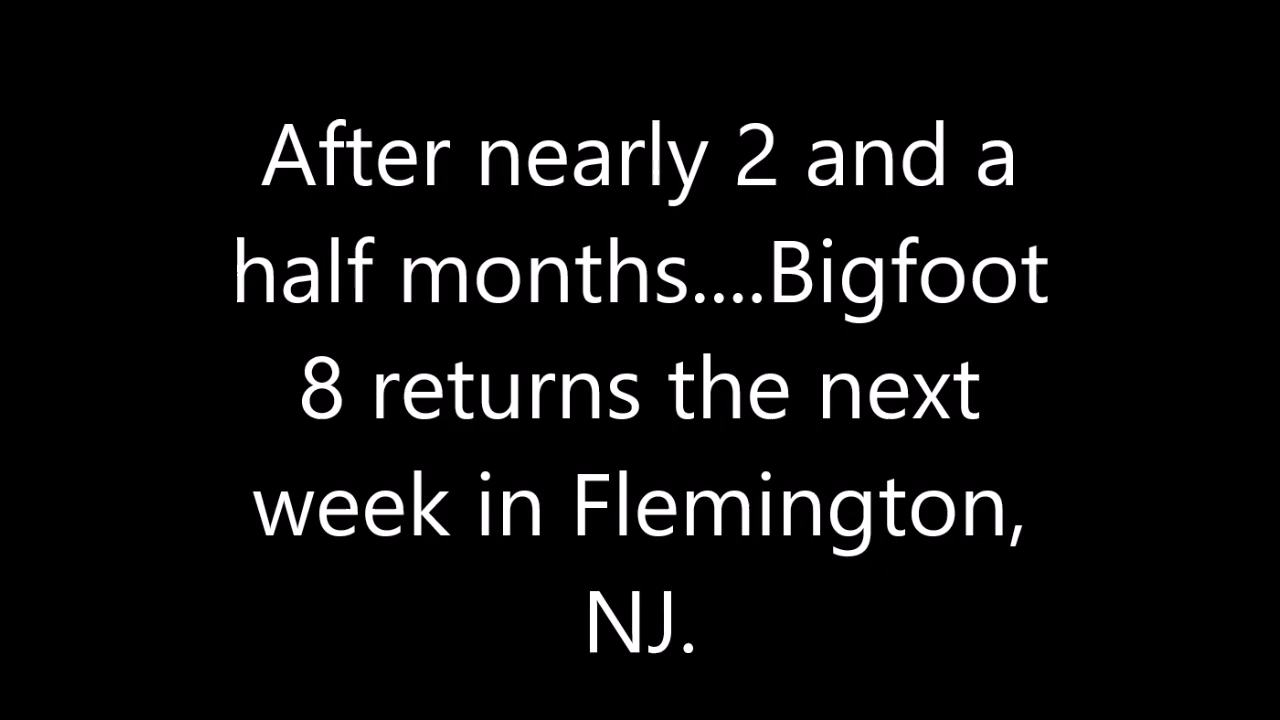 After nearly 2 and a
half months....Bigfoot
8 returns the next
week in Flemington,
NJ.